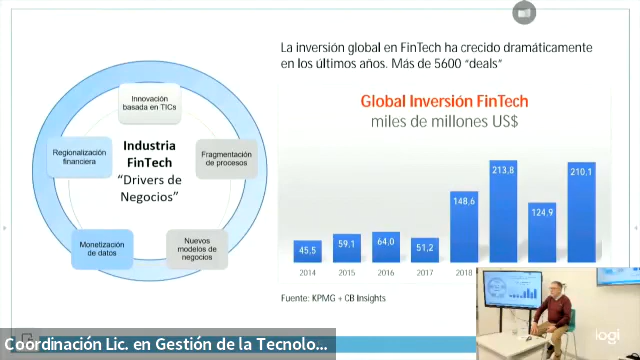 La inversión global en FinTech ha crecido dramáticamente
en los últimos años. Más de 5600 “deals”
Innovación
basada en TICs
Regionalización
financiera
Industria
FinTech
“Drivers de
Negocios”
Fragmentación
de procesos
Monetización
de datos
Nuevos
modelos de
negocios
Global Inversión FinTech
miles de millones US$
45,5
59,1
64,0
51,2
148,6
213,8
124,9
210,1
2014
2015
2016
2017
2018
Fuente: KPMG + CB Insights
logi
Coordinación Lic. en Gestión de la Tecnolo...